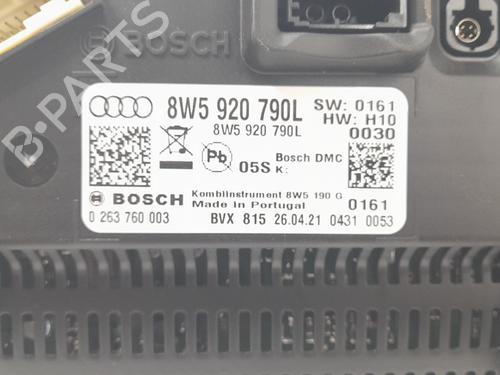 BOSCH
B-PARTS
8W5 920 790L
SW: 0161
8W5 920 790L
HW: H10
0030
Pb
05S
Bosch DMC
K:
BOSCH
Kombiinstrument 8W5 190 G
Made in Portugal
0161
0 263 760 003
BVX 815 26.04.21 0431 0053